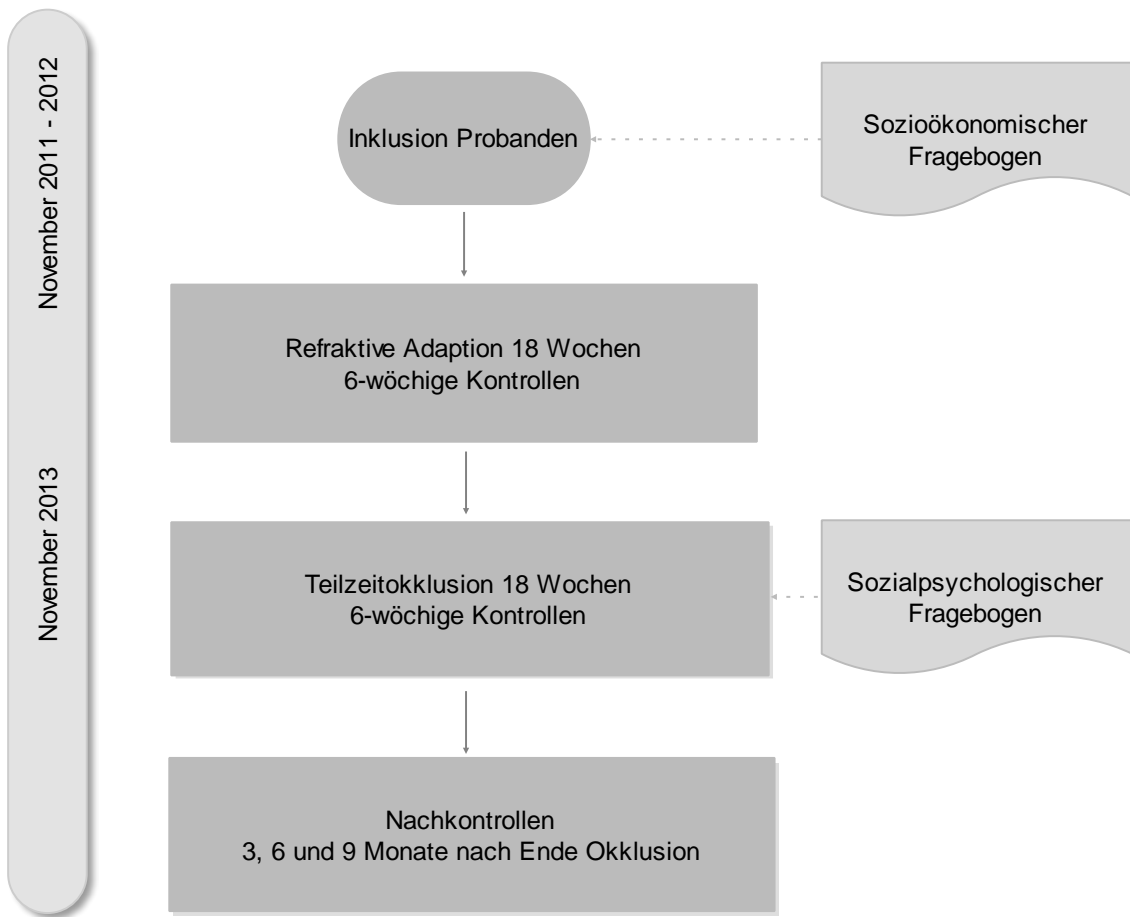 November 2011 - 2012
Inklusion Probanden
Sozioökonomischer
Fragebogen
Refraktive Adaption 18 Wochen
6-wöchige Kontrollen
November 2013
Teilzeitokklusion 18 Wochen
6-wöchige Kontrollen
Sozialpsychologischer
Fragebogen
Nachkontrollen
3, 6 und 9 Monate nach Ende Okklusion